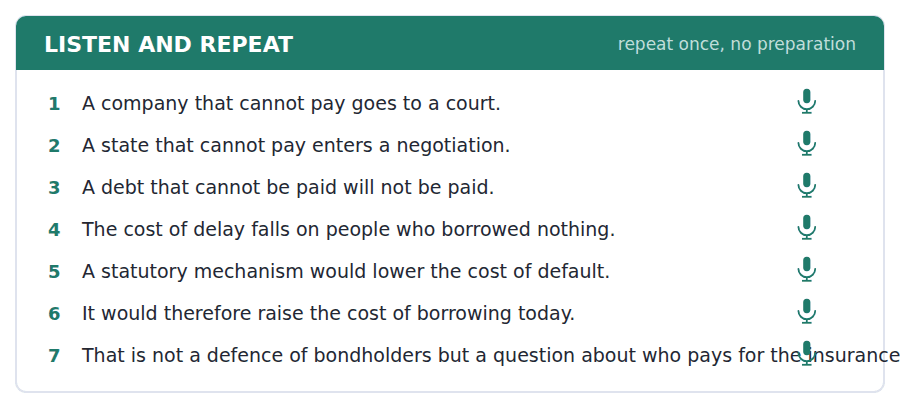 LISTEN AND REPEAT repeat once, no preparation
1 A company that cannot pay goes to a court.
2 A state that cannot pay enters a negotiation.
3 A debt that cannot be paid will not be paid.
4 The cost of delay falls on people who borrowed nothing.
5 A statutory mechanism would lower the cost of default.
6 It would therefore raise the cost of borrowing today.
7 That is not a defence of bondholders but a question about who pays for the insurance